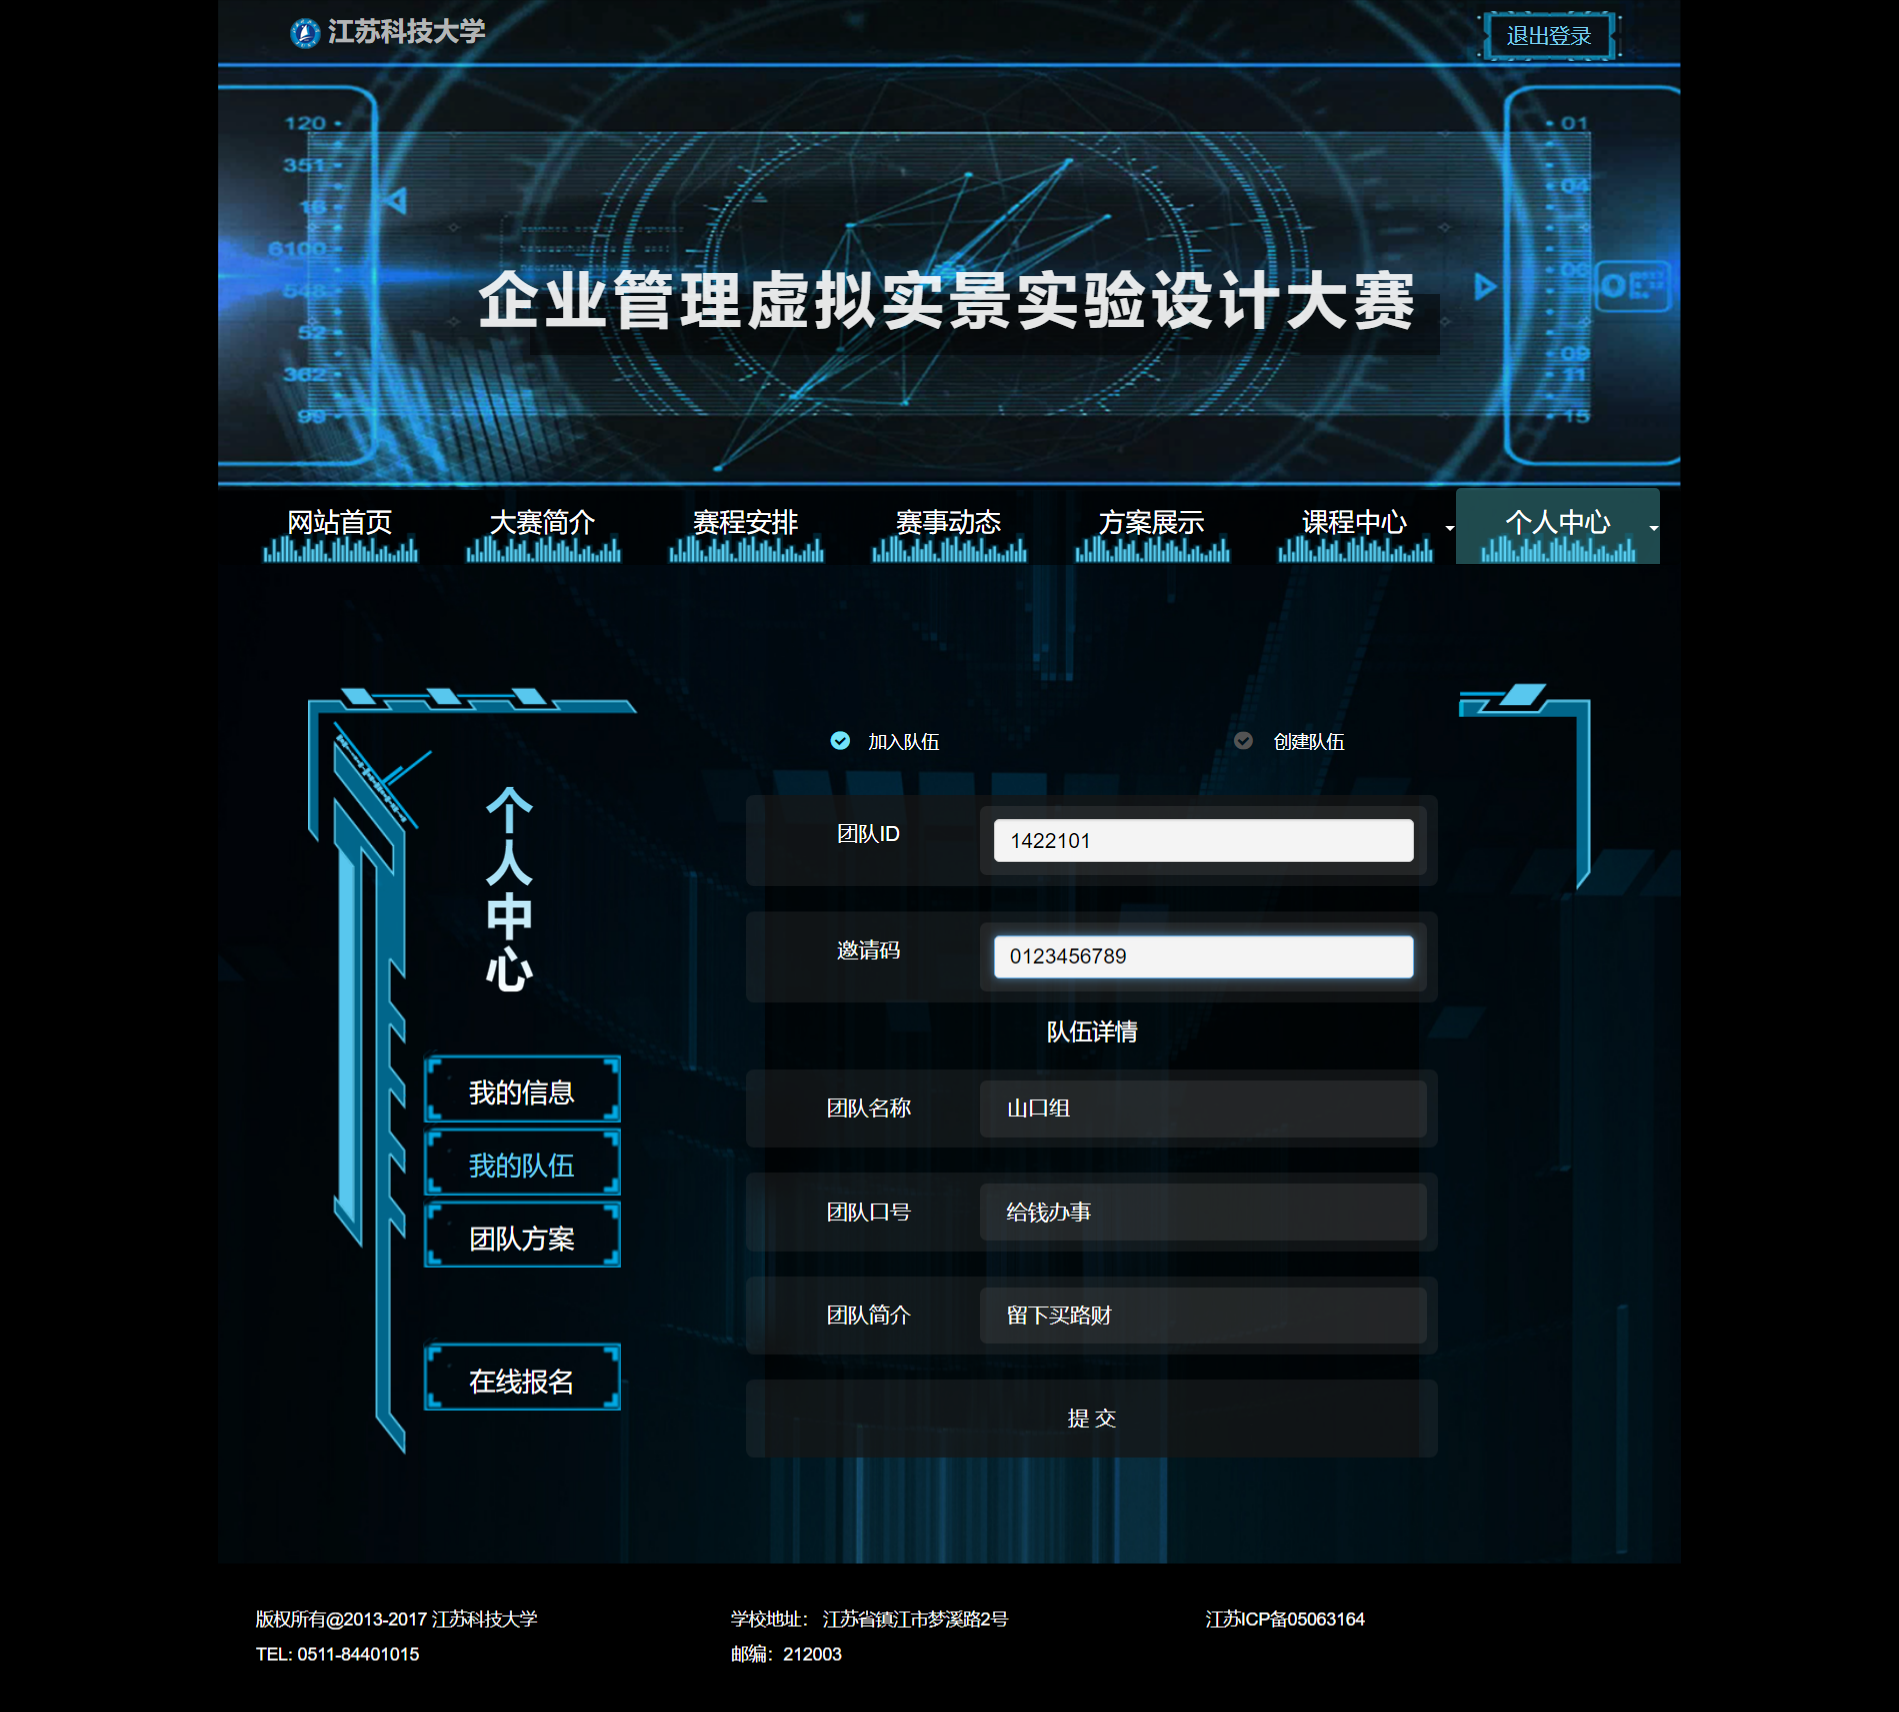 江苏科技大学
退出登录
120
351
16
6100
548
52
362
99
01
04
06
09
11
15
企业管理虚拟实景实验设计大赛
网站首页 大赛简介 赛程安排 赛事动态 方案展示 课程中心 个人中心
个人中心
我的信息
我的队伍
团队方案
在线报名
加入队伍 创建队伍
团队ID 1422101
邀请码 0123456789
队伍详情
团队名称 山口组
团队口号 给钱办事
团队简介 留下买路财
提 交
版权所有@2013-2017 江苏科技大学 学校地址： 江苏省镇江市梦溪路2号 江苏ICP备05063164
TEL: 0511-84401015 邮编：212003